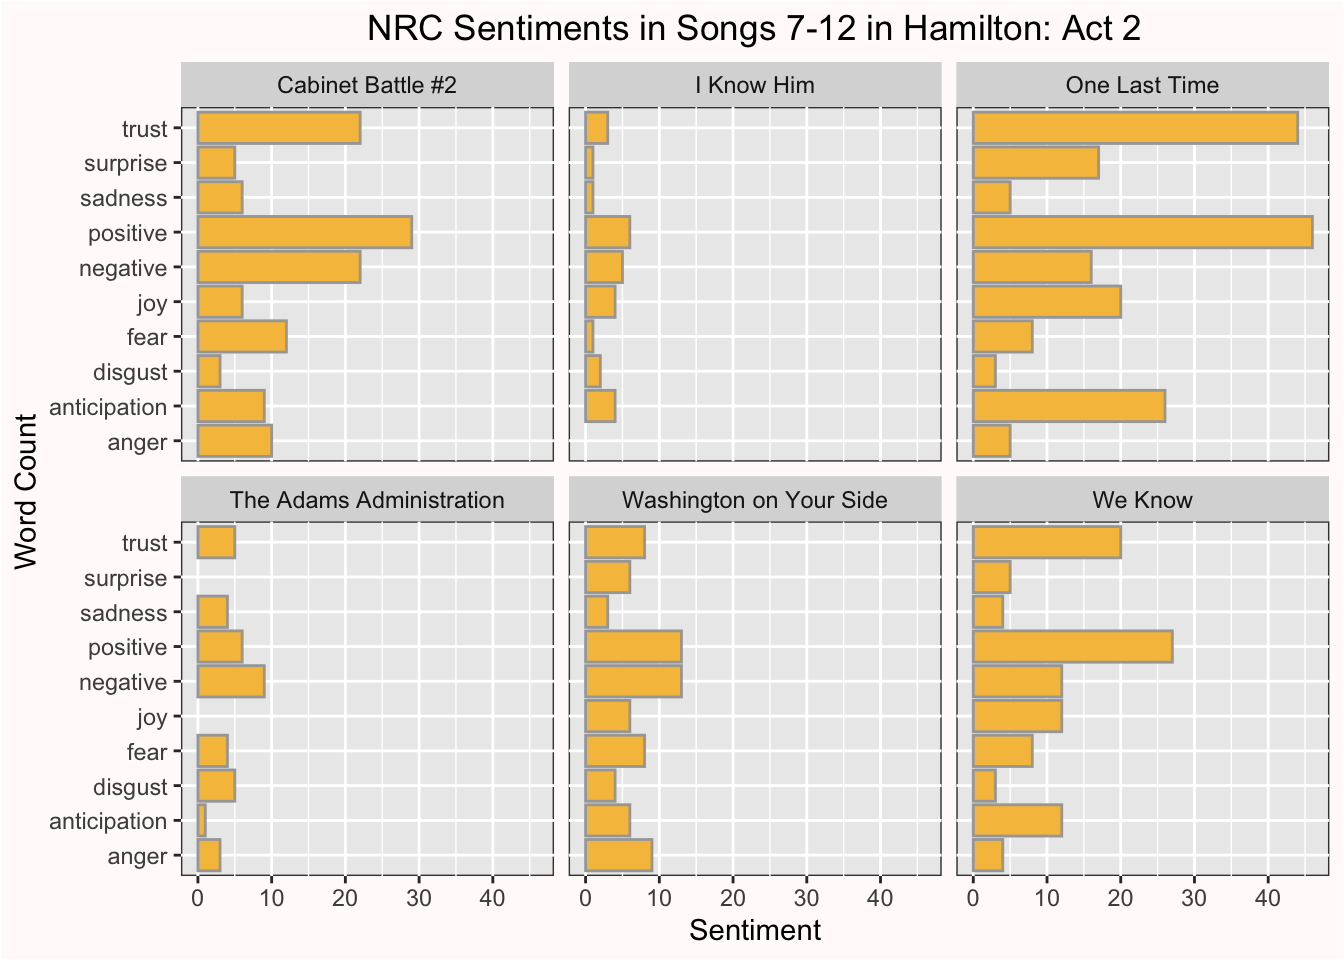 NRC Sentiments in Songs 7-12 in Hamilton: Act 2
Cabinet Battle #2
I Know Him
One Last Time
trust
surprise
sadness
positive
negative
joy
fear
disgust
anticipation
anger
Word Count
The Adams Administration
Washington on Your Side
We Know
trust
surprise
sadness
positive
negative
joy
fear
disgust
anticipation
anger
0 10 20 30 40
0 10 20 30 40
0 10 20 30 40
Sentiment